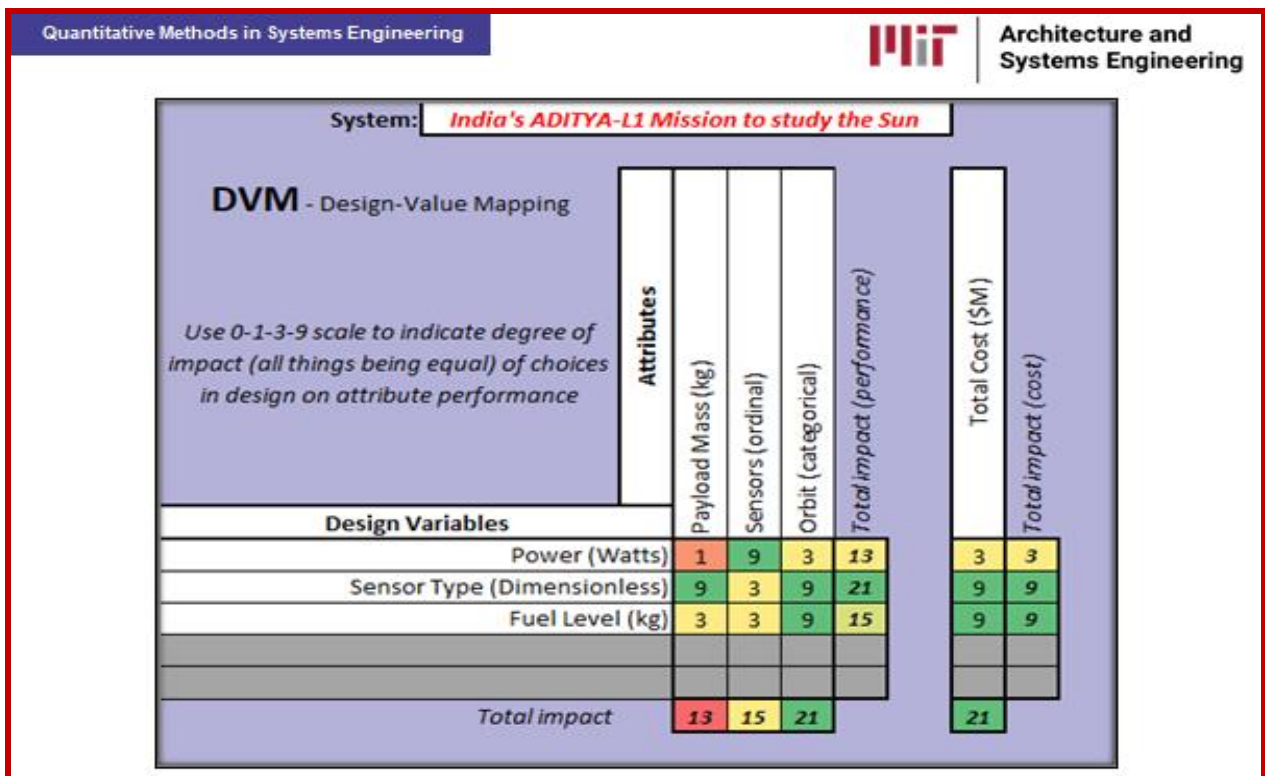 Quantitative Methods in Systems Engineering
MiT
Architecture and
Systems Engineering
System: India's ADITYA-L1 Mission to study the Sun
DVM - Design-Value Mapping
Use 0-1-3-9 scale to indicate degree of
impact (all things being equal) of choices
in design on attribute performance
Attributes
Payload Mass (kg)
Sensors (ordinal)
Orbit (categorical)
Total impact (performance)
Total Cost ($M)
Total impact (cost)
Design Variables
Power (Watts) 1 9 3 13 3 3
Sensor Type (Dimensionless) 9 3 9 21 9 9
Fuel Level (kg) 3 3 9 15 9 9
Total impact 13 15 21 21